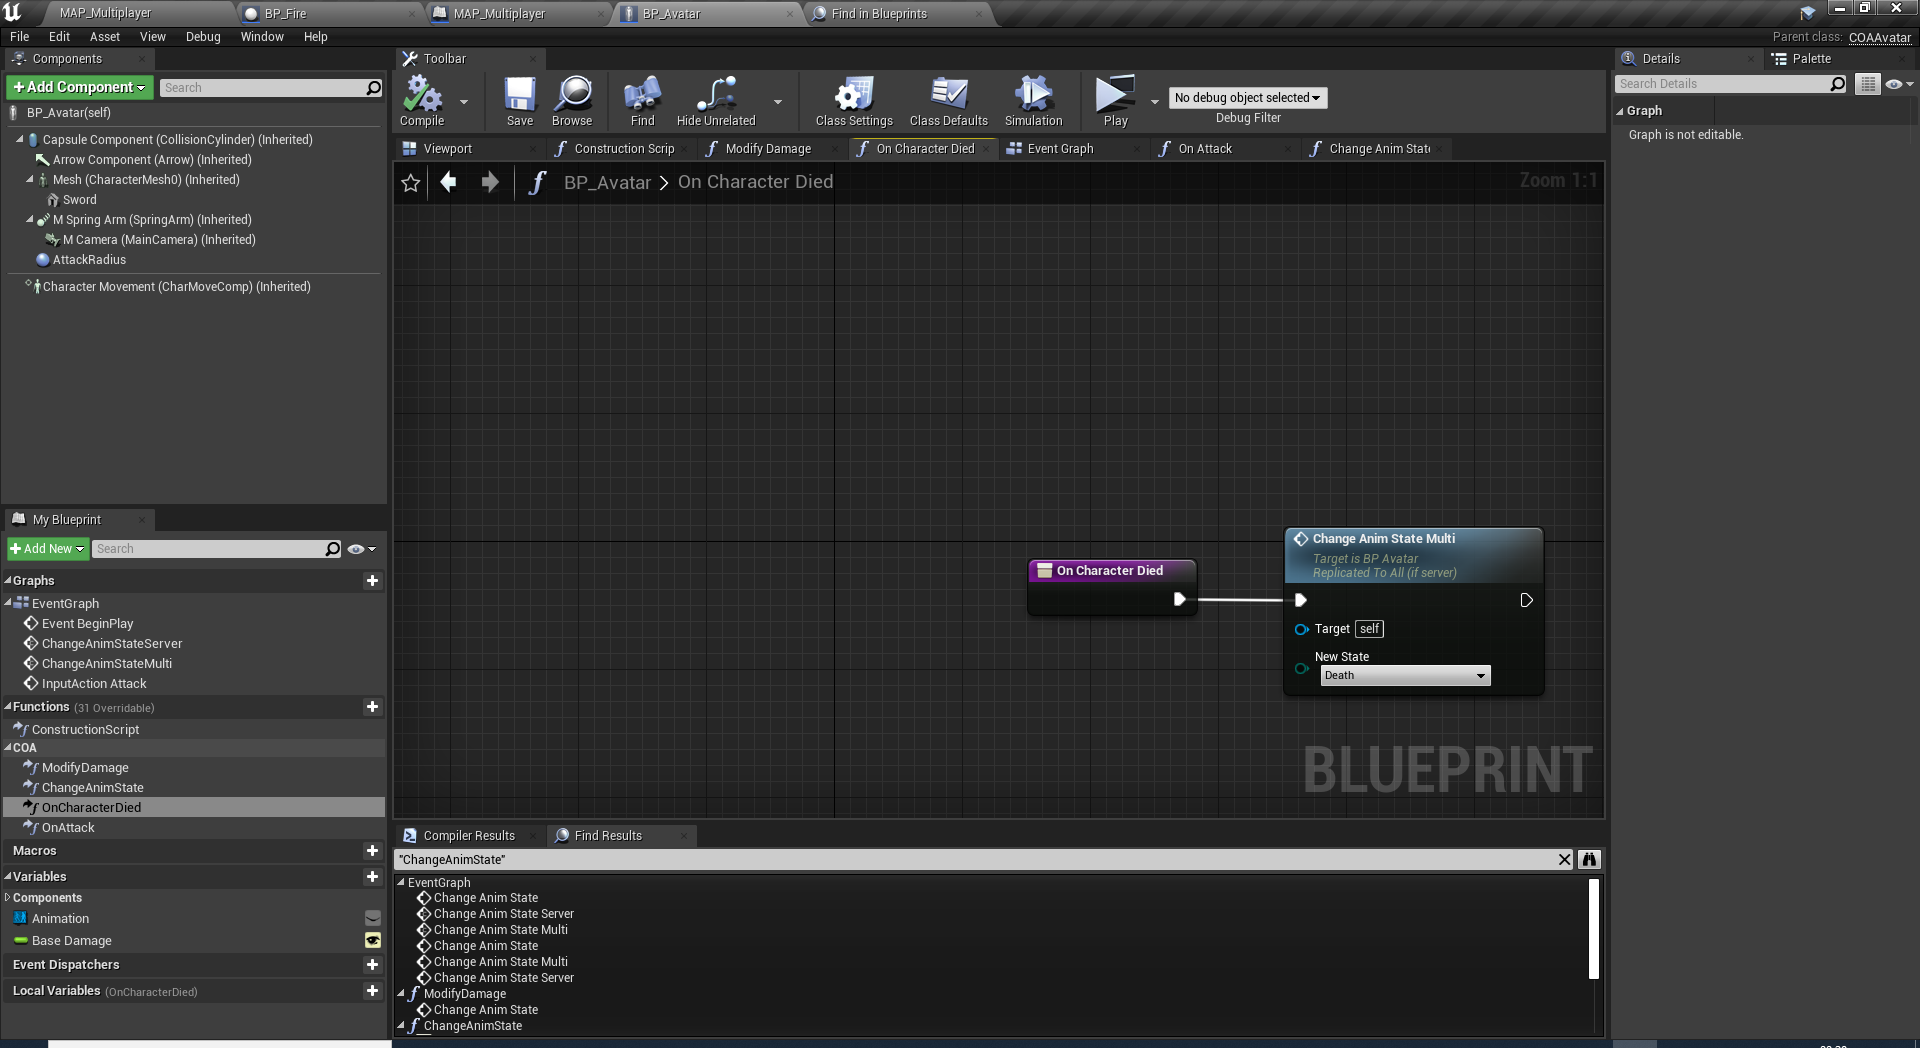 MAP_Multiplayer
BP_Fire
MAP_Multiplayer
BP_Avatar
Find in Blueprints
File Edit Asset View Debug Window Help
Parent class: COAAvatar
Components
Add Component
Search
BP_Avatar(self)
Capsule Component (CollisionCylinder) (Inherited)
Arrow Component (Arrow) (Inherited)
Mesh (CharacterMesh0) (Inherited)
Sword
M Spring Arm (SpringArm) (Inherited)
M Camera (MainCamera) (Inherited)
AttackRadius
Character Movement (CharMoveComp) (Inherited)
My Blueprint
Add New
Search
Graphs
EventGraph
Event BeginPlay
ChangeAnimStateServer
ChangeAnimStateMulti
InputAction Attack
Functions (31 Overridable)
ConstructionScript
COA
ModifyDamage
ChangeAnimState
OnCharacterDied
OnAttack
Macros
Variables
Components
Animation
Base Damage
Event Dispatchers
Local Variables (OnCharacterDied)
Toolbar
Compile
Save
Browse
Find
Hide Unrelated
Class Settings
Class Defaults
Simulation
Play
No debug object selected
Debug Filter
Viewport
Construction Scrip
Modify Damage
On Character Died
Event Graph
On Attack
Change Anim State
BP_Avatar > On Character Died
Zoom 1:1
On Character Died
Change Anim State Multi
Target is BP Avatar
Replicated To All (if server)
Target self
New State
Death
BLUEPRINT
Compiler Results
Find Results
"ChangeAnimState"
EventGraph
Change Anim State
Change Anim State Server
Change Anim State Multi
Change Anim State
Change Anim State Multi
Change Anim State Server
ModifyDamage
Change Anim State
ChangeAnimState
Details
Palette
Search Details
Graph
Graph is not editable.